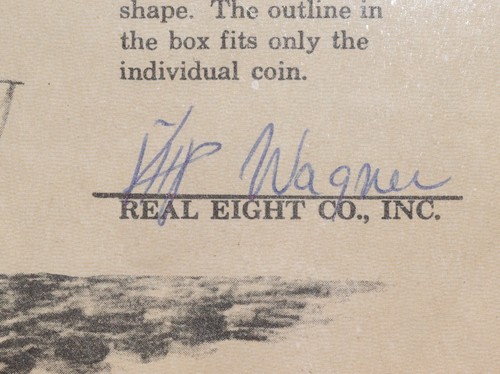 shape. The outline in
the box fits only the
individual coin.
Wagner
REAL EIGHT CO., INC.